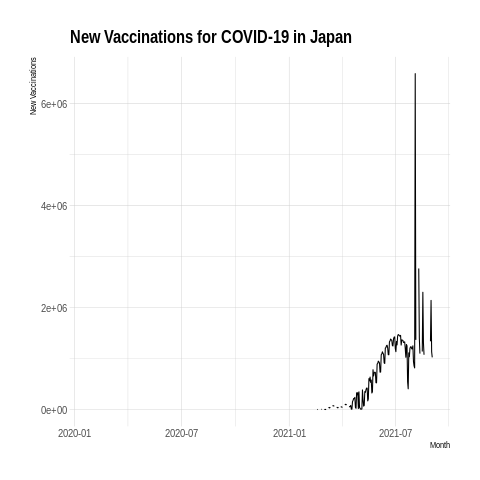 New Vaccinations for COVID-19 in Japan
New Vaccinations
6e+06
4e+06
2e+06
0e+00
2020-01
2020-07
2021-01
2021-07
Month